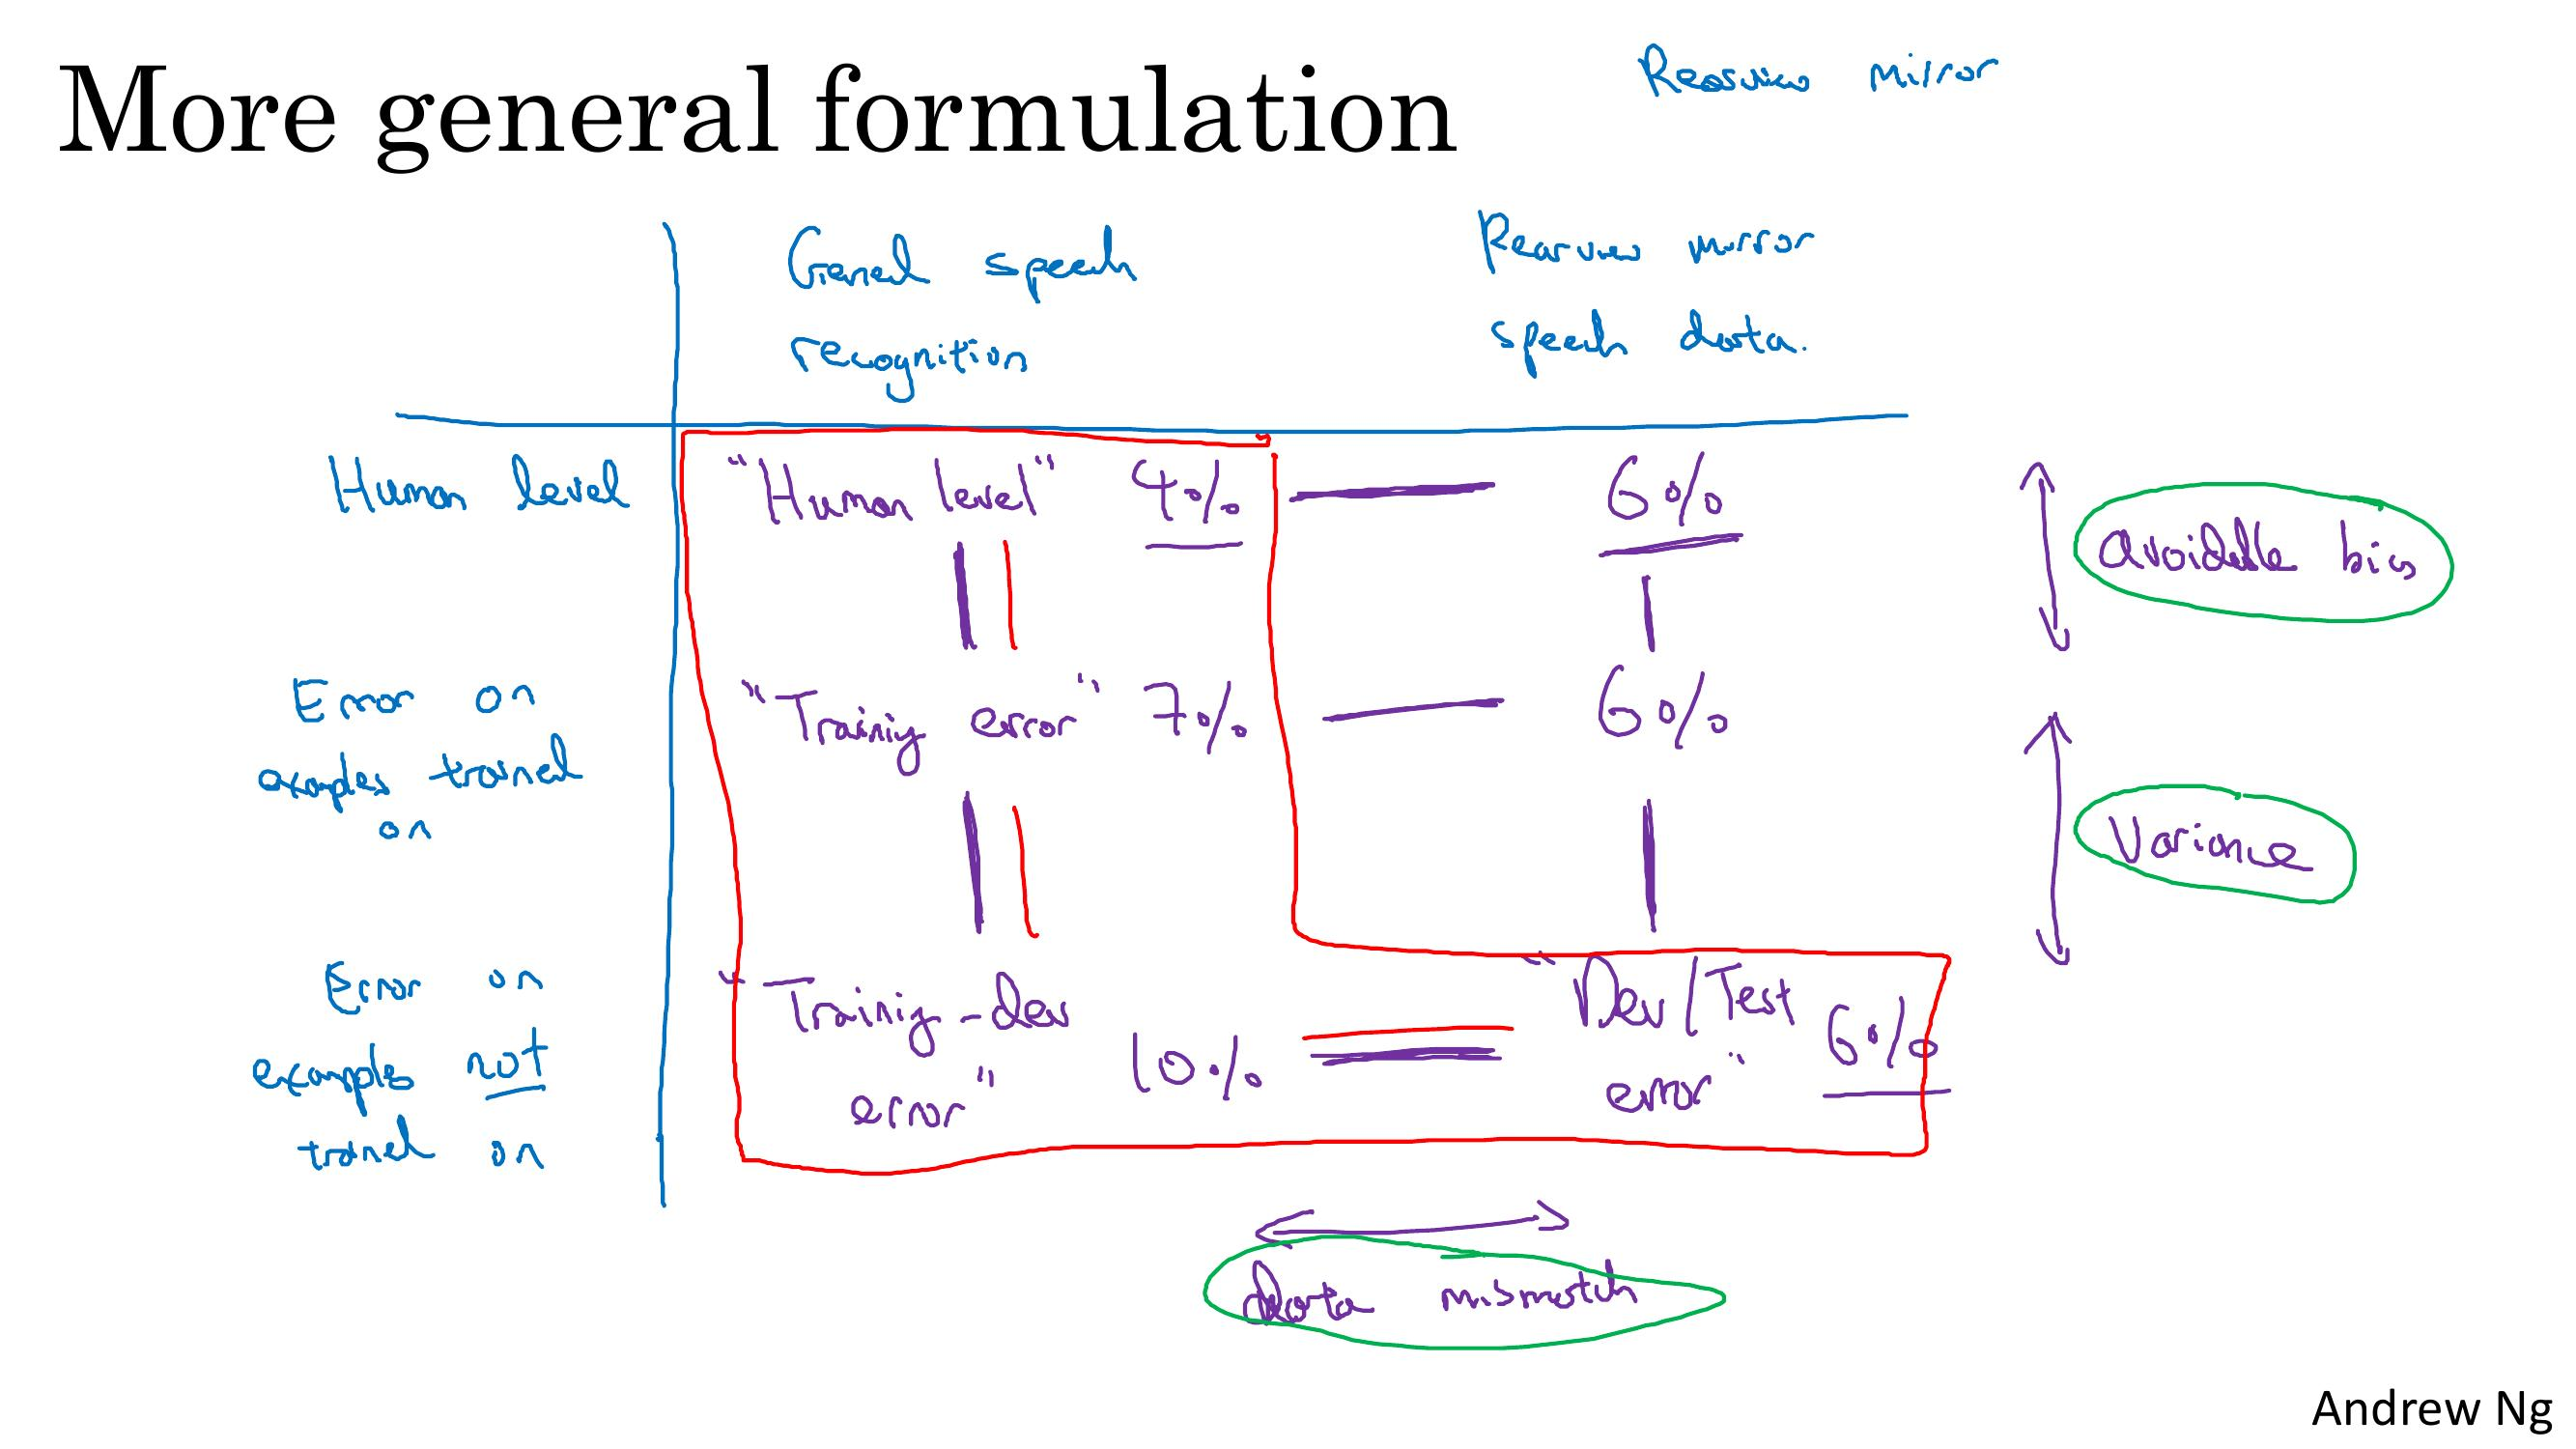 More general formulation
Rearview mirror
General speech
recognition
Rearview mirror
speech data.
Human level
"Human level" 4%
6%
avoidable bias
Error on
examples trained
on
"Training error" 7%
6%
Variance
Error on
examples not
trained on
"Training-dev
error" 10%
"Dev/Test
error" 6%
data mismatch
Andrew Ng